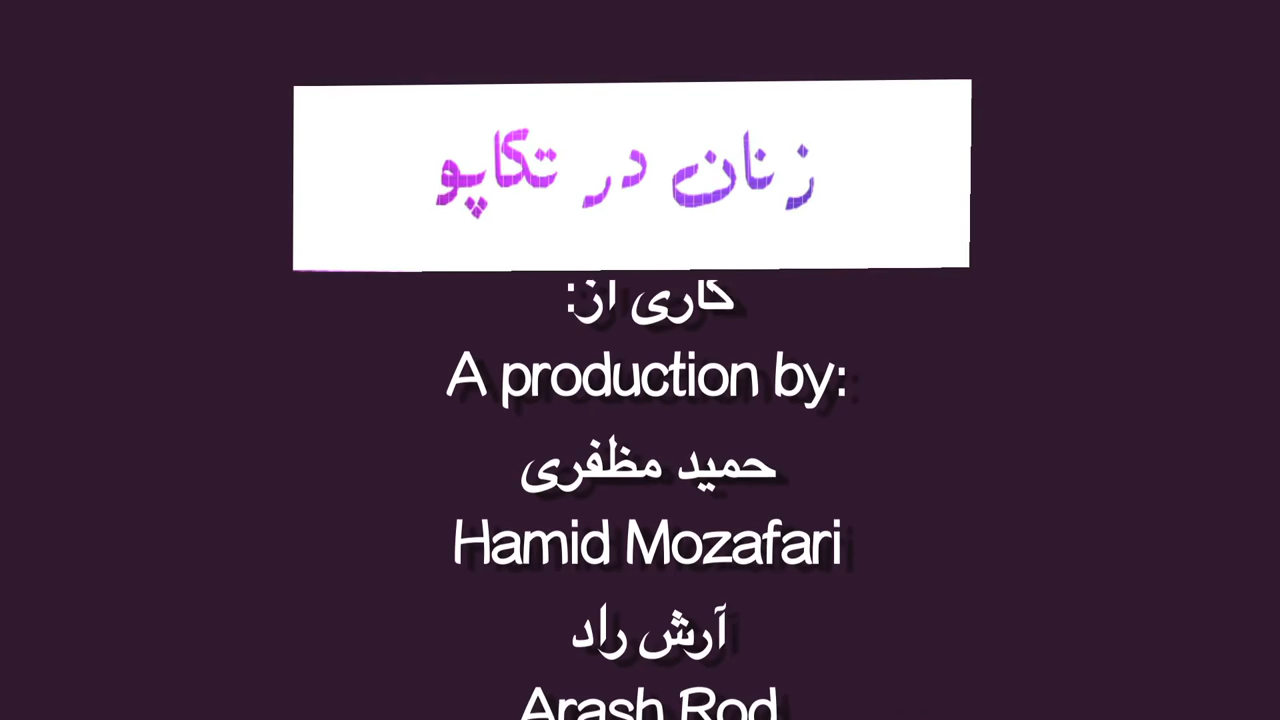 زنان در تکاپو
کاری از:
A production by:
حمید مظفری
Hamid Mozafari
آرش راد
Arash Rod